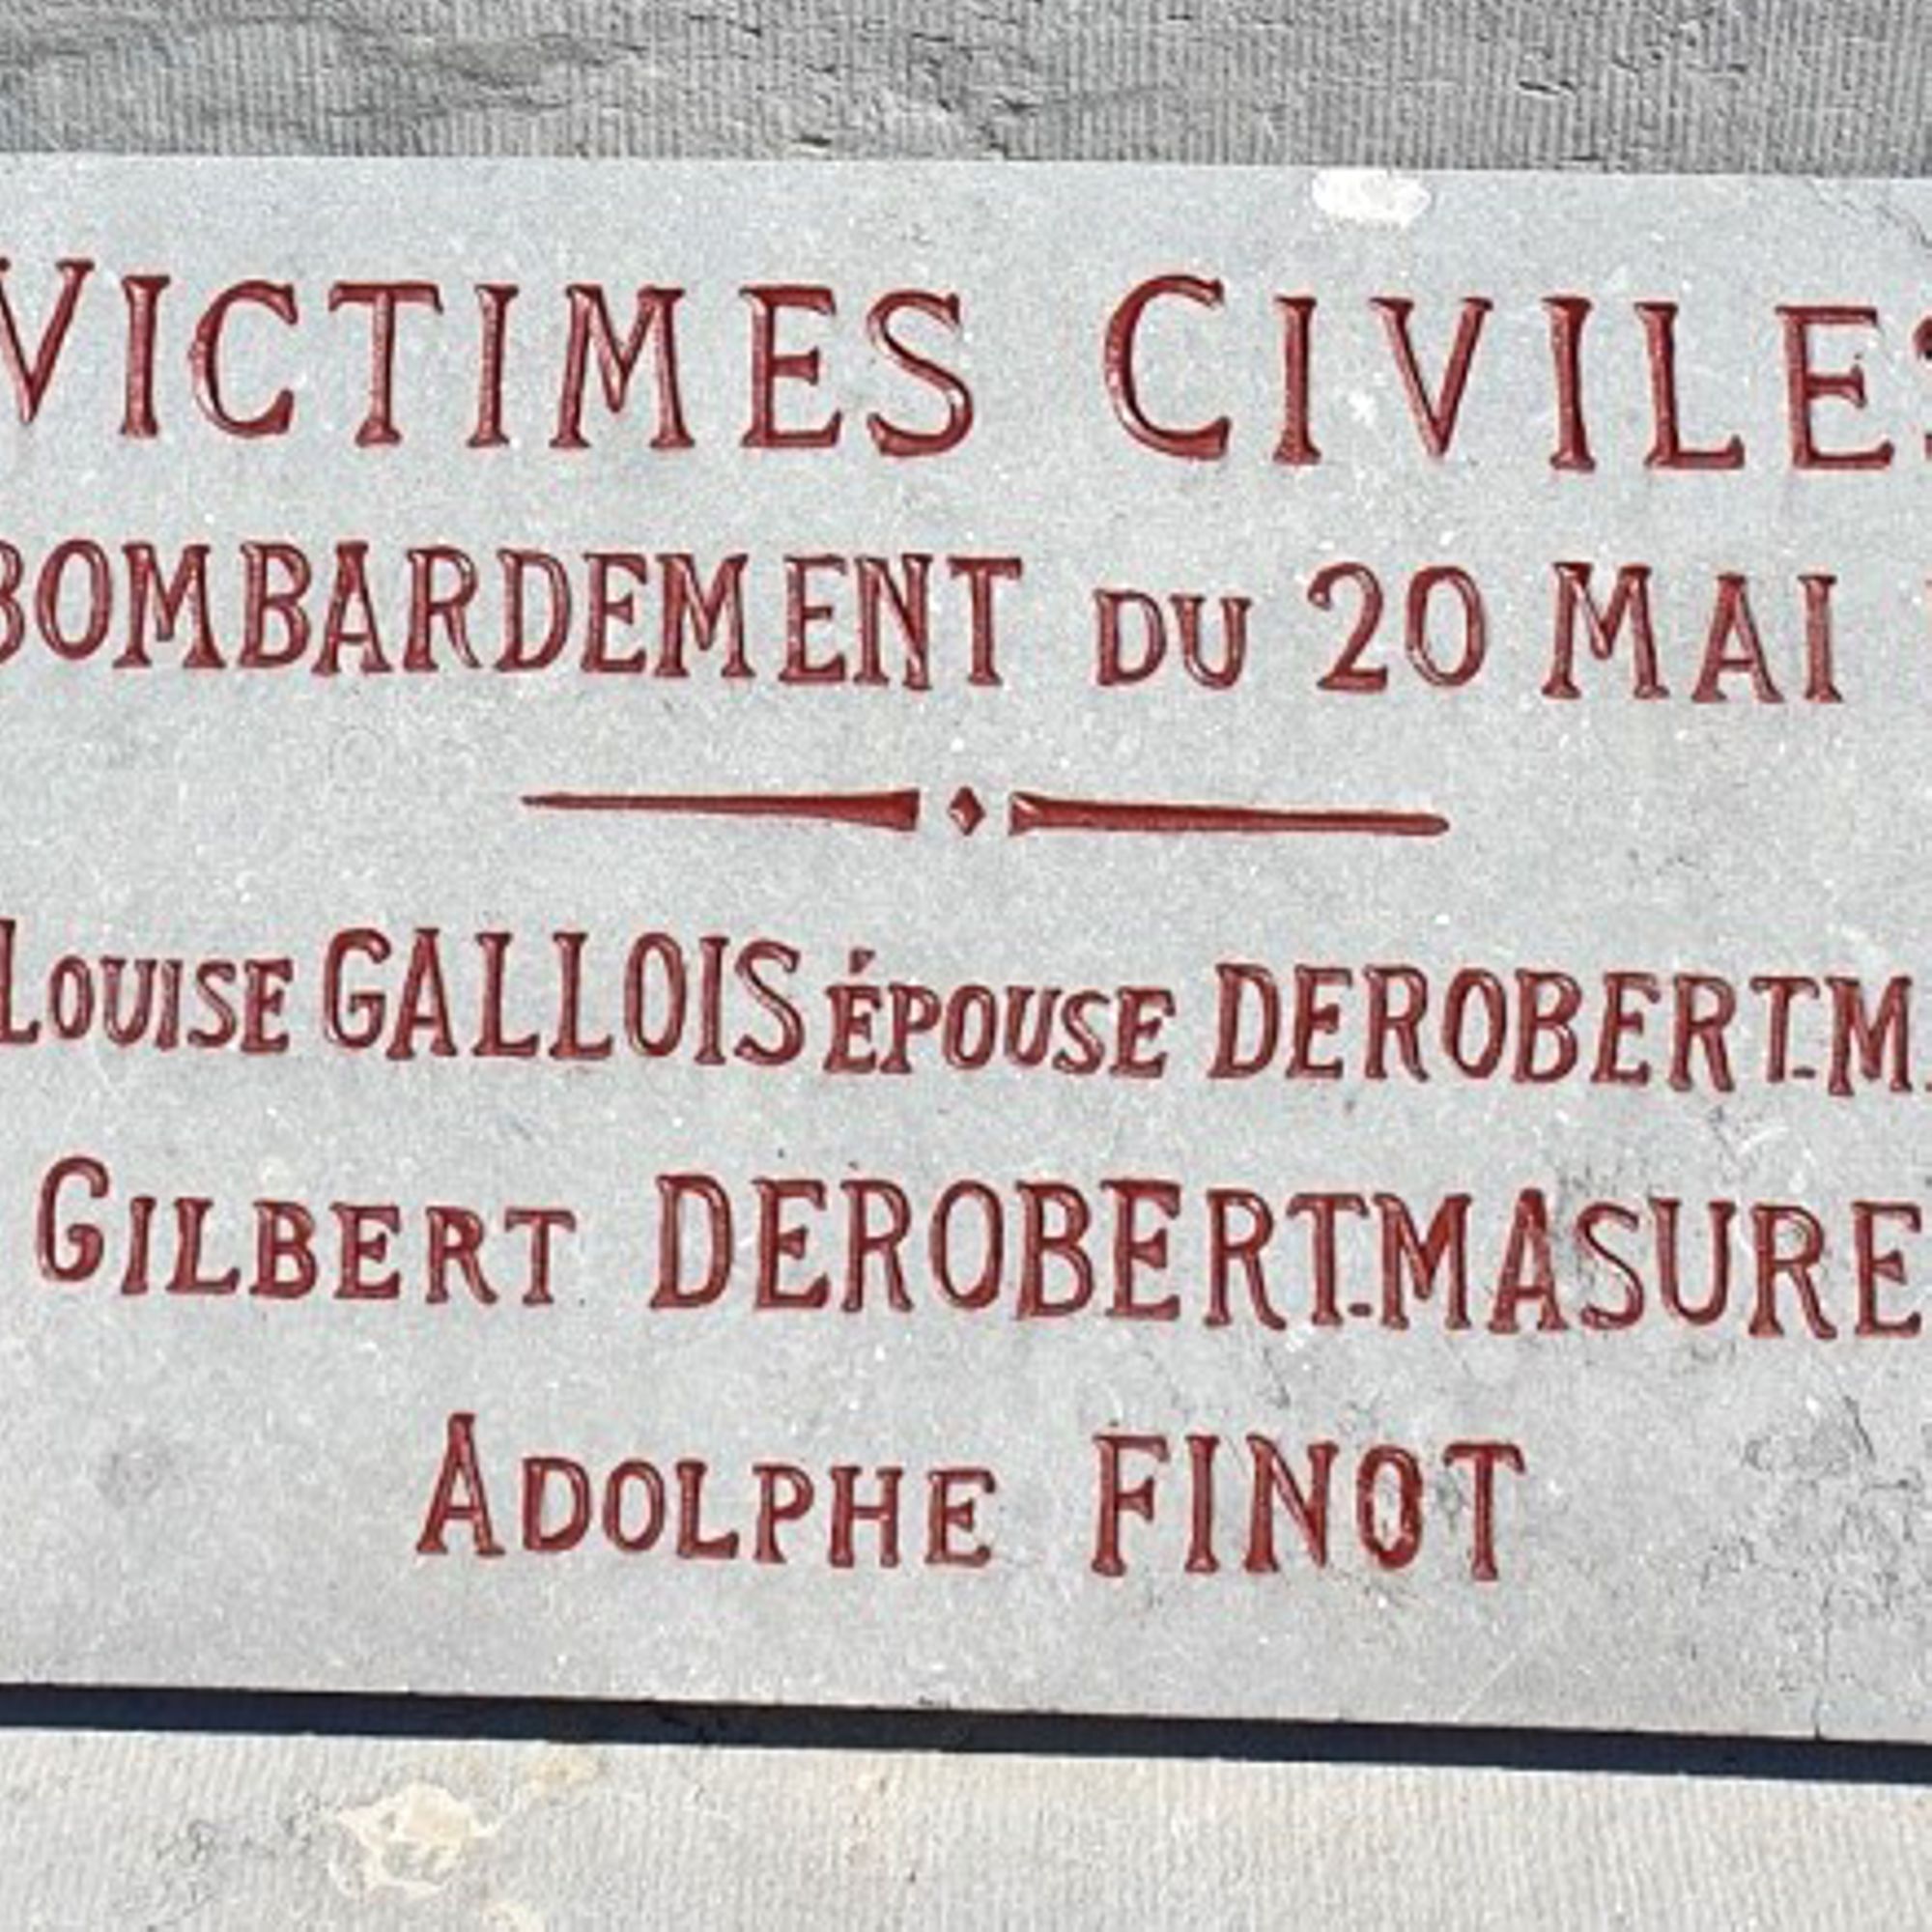 VICTIMES CIVILES
BOMBARDEMENT DU 20 MAI
LOUISE GALLOIS ÉPOUSE DEROBERT-M
GILBERT DEROBERT-MASURE
ADOLPHE FINOT